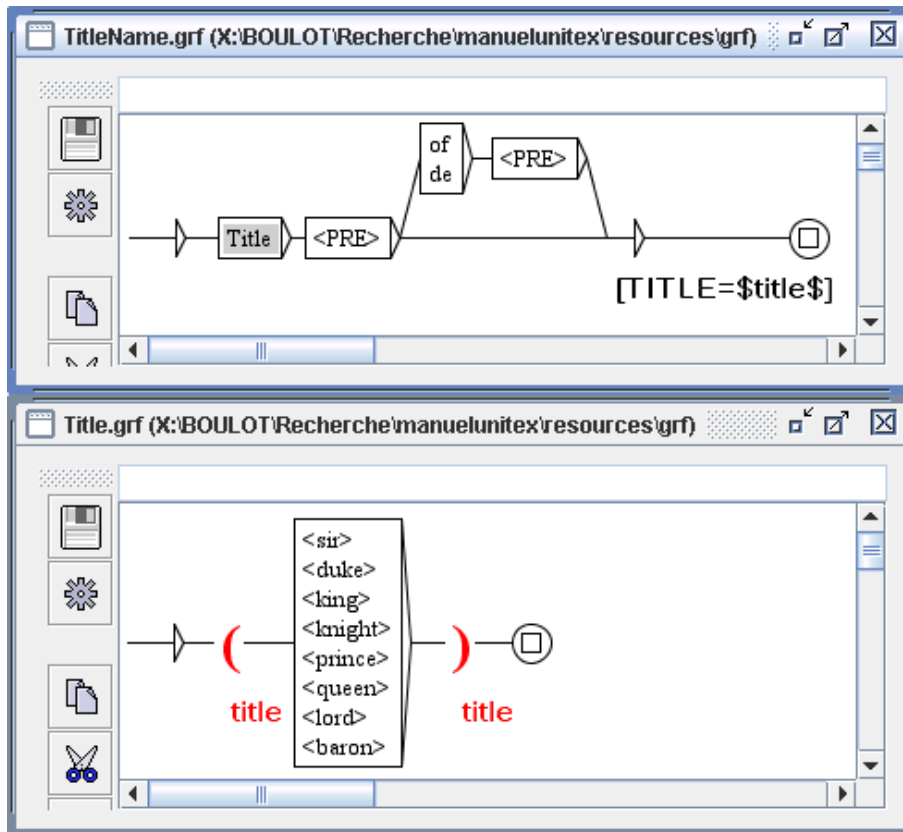 TitleName.grf (X:\BOULOT\Recherche\manuelunitex\resources\grf)
of
de
<PRE>
Title
<PRE>
[TITLE=$title$]
Title.grf (X:\BOULOT\Recherche\manuelunitex\resources\grf)
<sir>
<duke>
<king>
<knight>
<prince>
<queen>
<lord>
<baron>
( )
title title